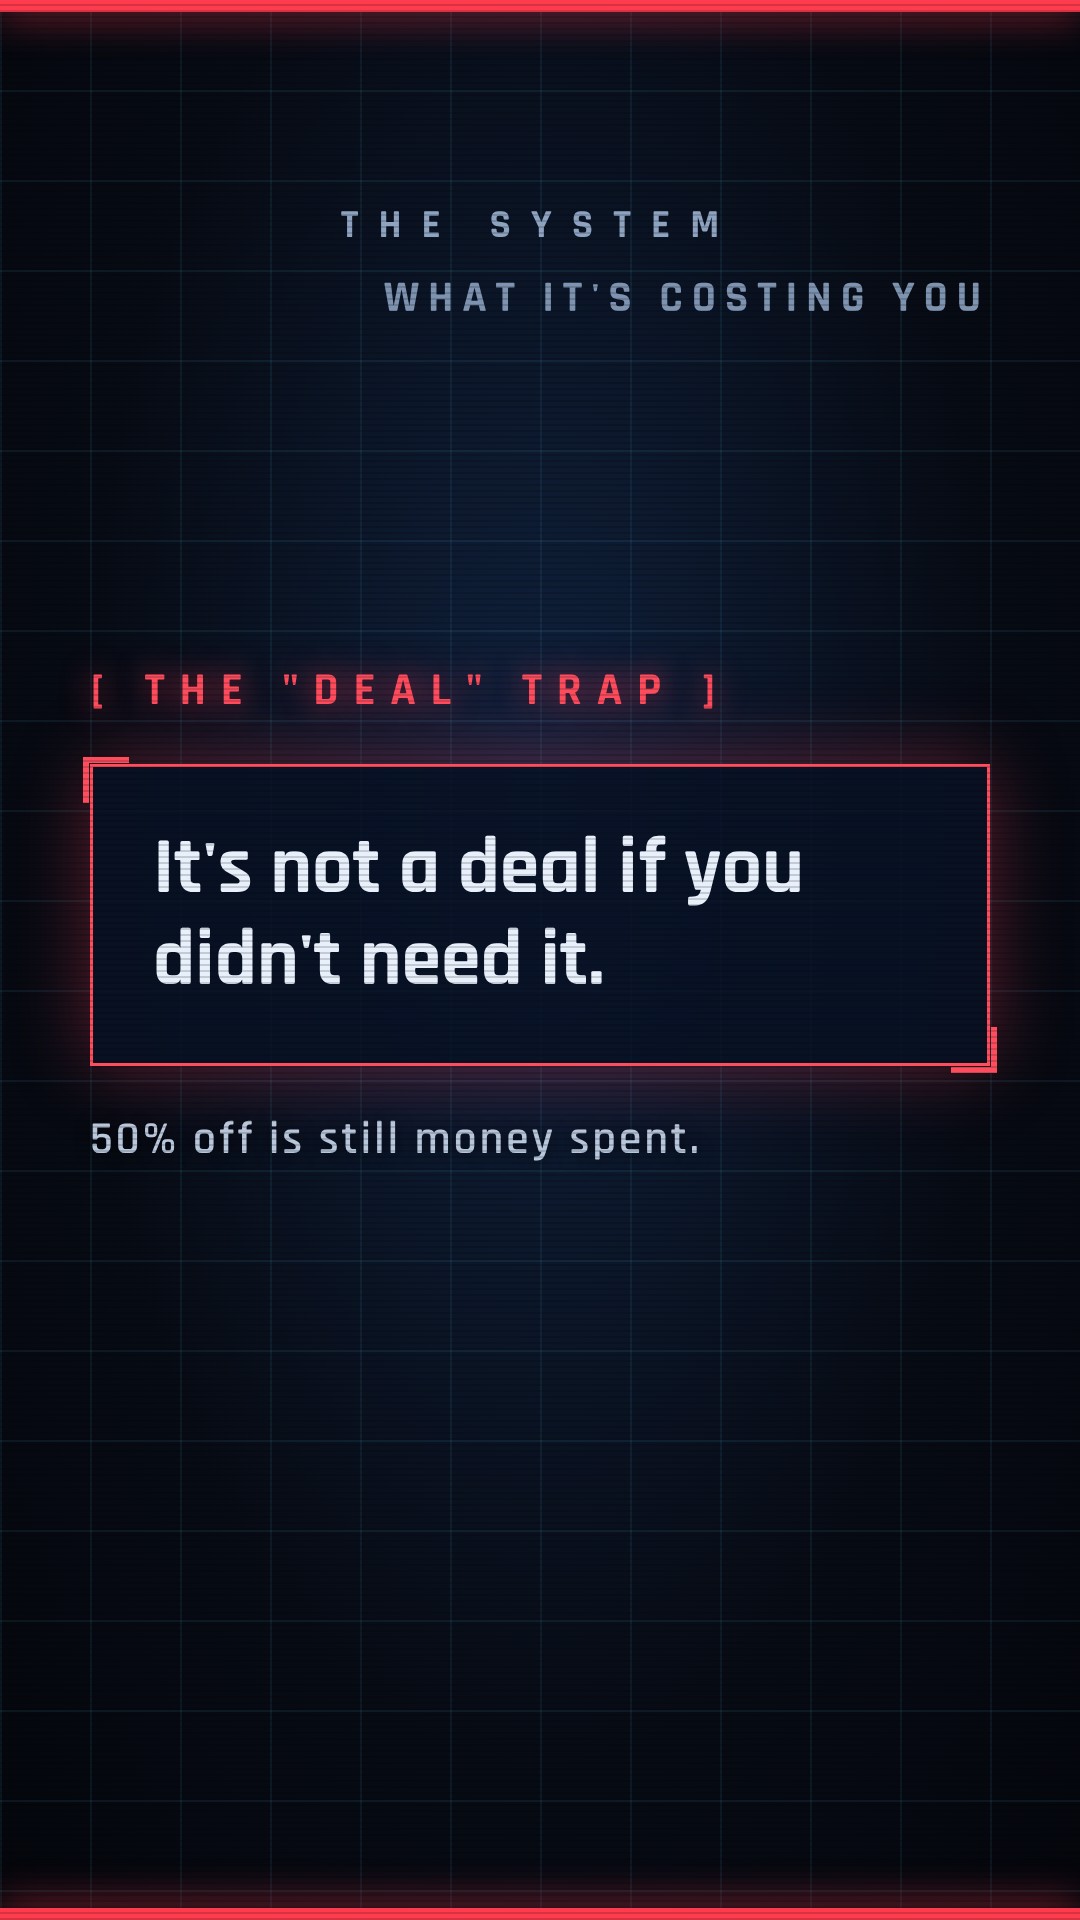 THE SYSTEM
WHAT IT'S COSTING YOU
[ THE "DEAL" TRAP ]
It's not a deal if you
didn't need it.
50% off is still money spent.